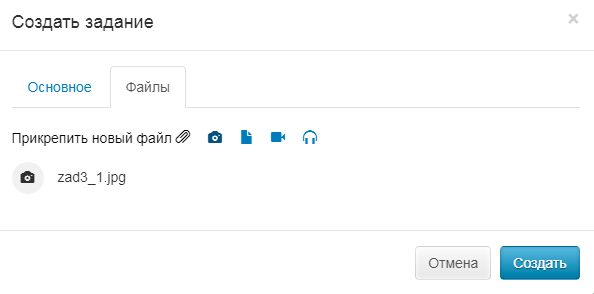 Создать задание
×
Основное
Файлы
Прикрепить новый файл
zad3_1.jpg
Отмена
Создать